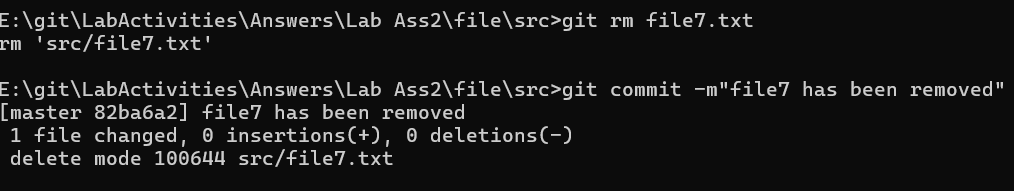 E:\git\LabActivities\Answers\Lab Ass2\file\src>git rm file7.txt
rm 'src/file7.txt'
E:\git\LabActivities\Answers\Lab Ass2\file\src>git commit -m"file7 has been removed"
[master 82ba6a2] file7 has been removed
1 file changed, 0 insertions(+), 0 deletions(-)
delete mode 100644 src/file7.txt